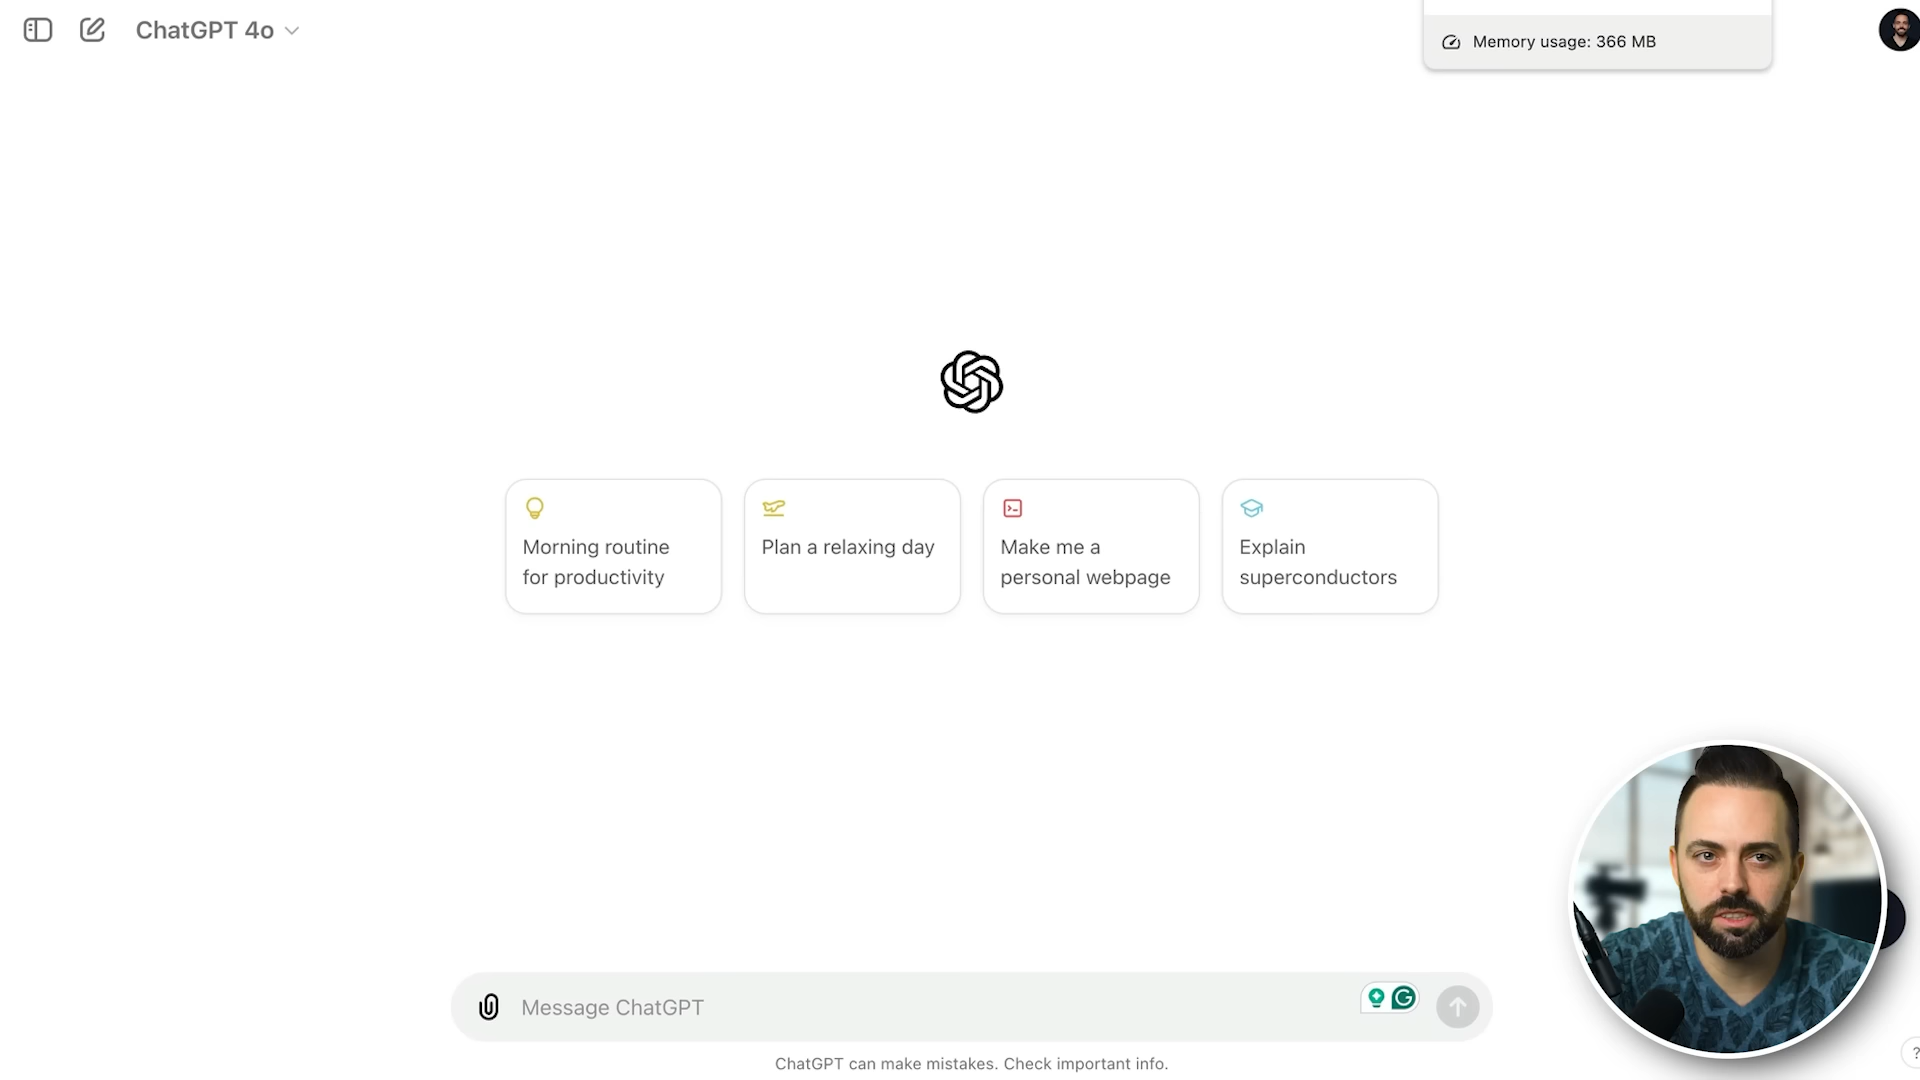 ChatGPT 4o
Memory usage: 366 MB
Morning routine
for productivity
Plan a relaxing day
Make me a
personal webpage
Explain
superconductors
Message ChatGPT
ChatGPT can make mistakes. Check important info.
?